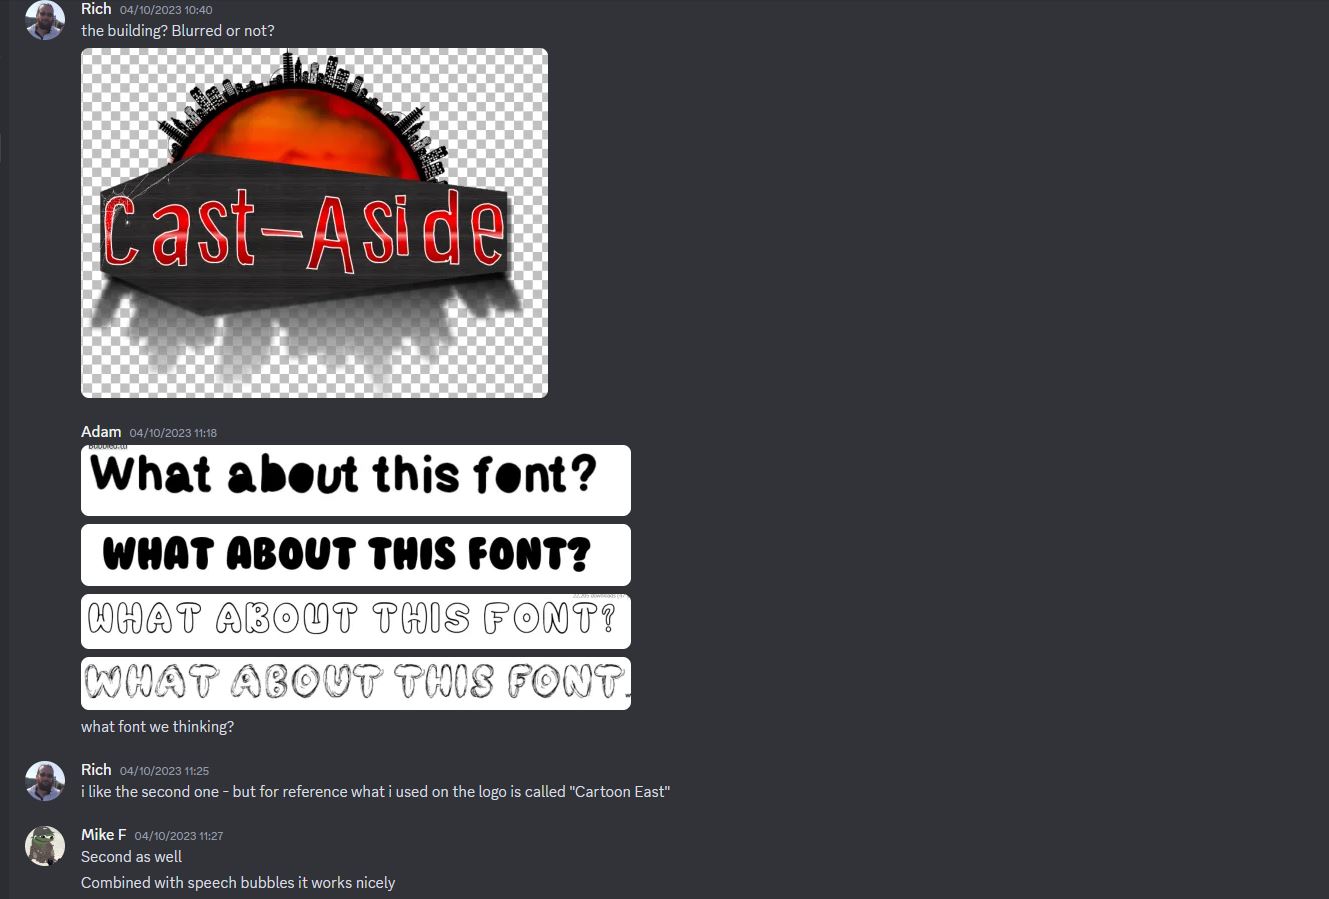 Rich 04/10/2023 10:40
the building? Blurred or not?
Cast-Aside
Adam 04/10/2023 11:18
What about this font?
WHAT ABOUT THIS FONT?
WHAT ABOUT THIS FONT?
WHAT ABOUT THIS FONT
what font we thinking?
Rich 04/10/2023 11:25
i like the second one - but for reference what i used on the logo is called "Cartoon East"
Mike F 04/10/2023 11:27
Second as well
Combined with speech bubbles it works nicely